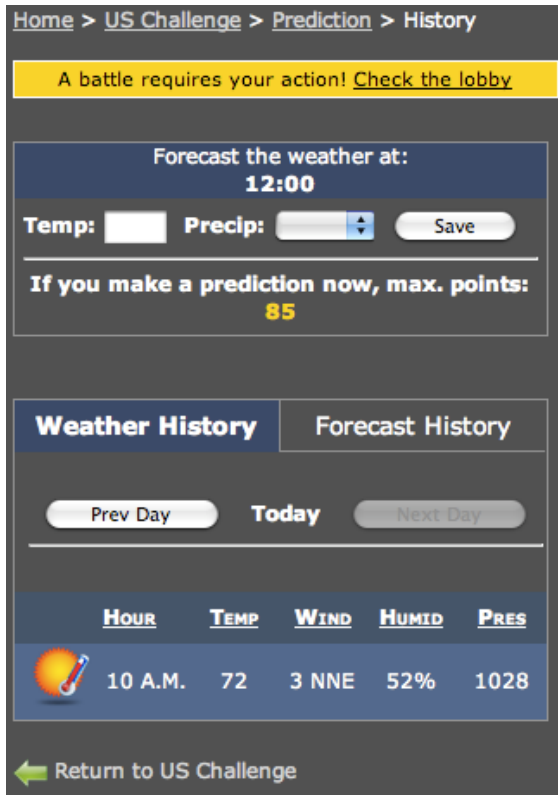 Home > US Challenge > Prediction > History
A battle requires your action! Check the lobby
Forecast the weather at:
12:00
Temp: Precip: Save
If you make a prediction now, max. points:
85
Weather History Forecast History
Prev Day Today Next Day
HOUR TEMP WIND HUMID PRES
10 A.M. 72 3 NNE 52% 1028
Return to US Challenge